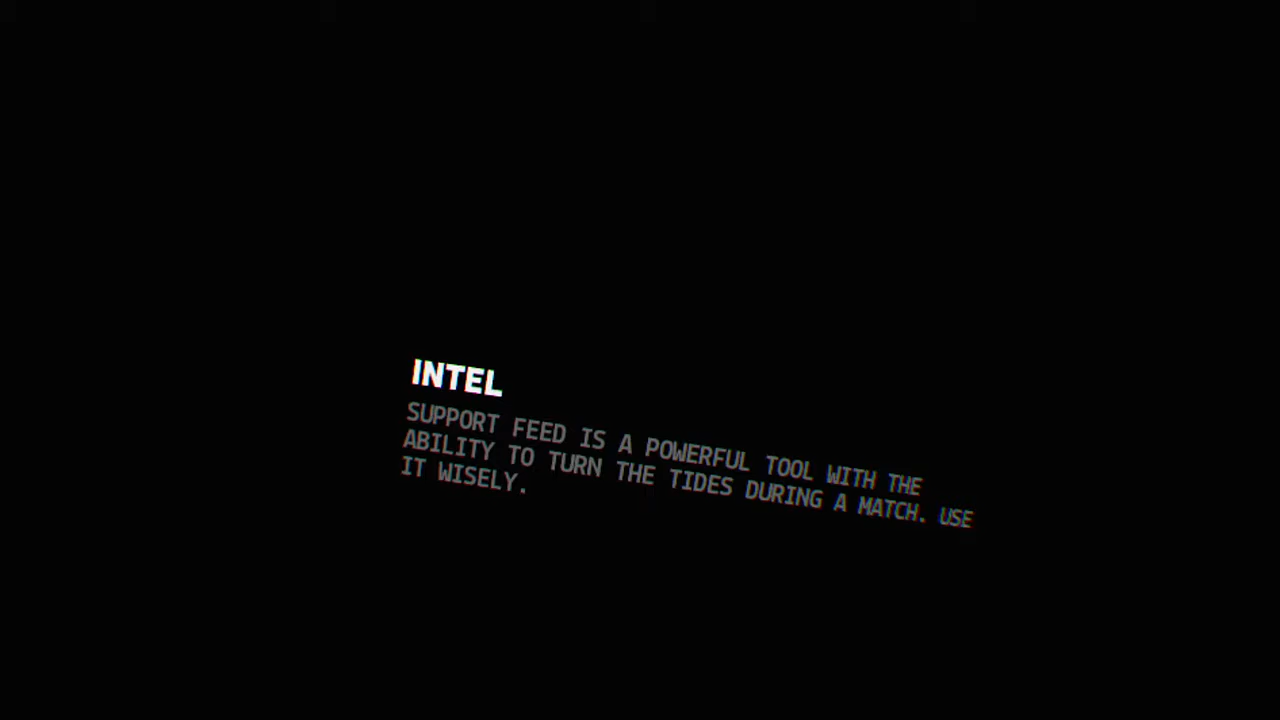 INTEL
SUPPORT FEED IS A POWERFUL TOOL WITH THE
ABILITY TO TURN THE TIDES DURING A MATCH. USE
IT WISELY.